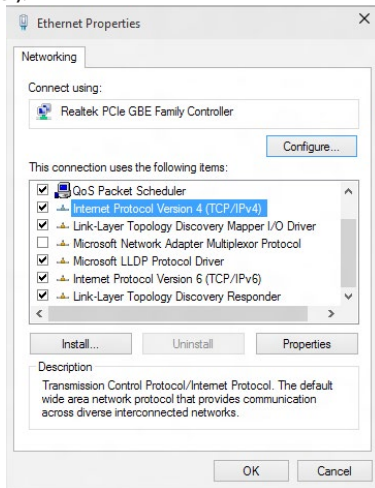 Ethernet Properties
Networking
Connect using:
Realtek PCIe GBE Family Controller
Configure...
This connection uses the following items:
QoS Packet Scheduler
Internet Protocol Version 4 (TCP/IPv4)
Link-Layer Topology Discovery Mapper I/O Driver
Microsoft Network Adapter Multiplexor Protocol
Microsoft LLDP Protocol Driver
Internet Protocol Version 6 (TCP/IPv6)
Link-Layer Topology Discovery Responder
Install...
Uninstall
Properties
Description
Transmission Control Protocol/Internet Protocol. The default
wide area network protocol that provides communication
across diverse interconnected networks.
OK
Cancel